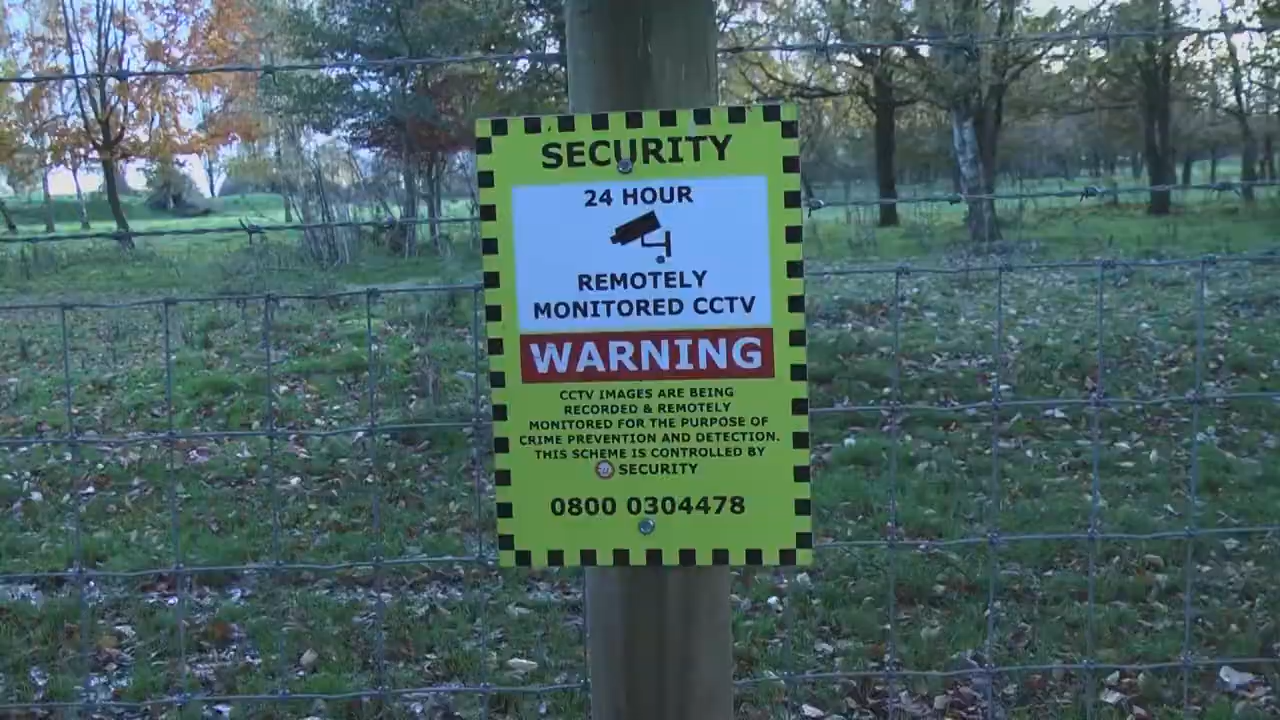 SECURITY
24 HOUR
REMOTELY
MONITORED CCTV
WARNING
CCTV IMAGES ARE BEING
RECORDED & REMOTELY
MONITORED FOR THE PURPOSE OF
CRIME PREVENTION AND DETECTION.
THIS SCHEME IS CONTROLLED BY
SECURITY
0800 0304478